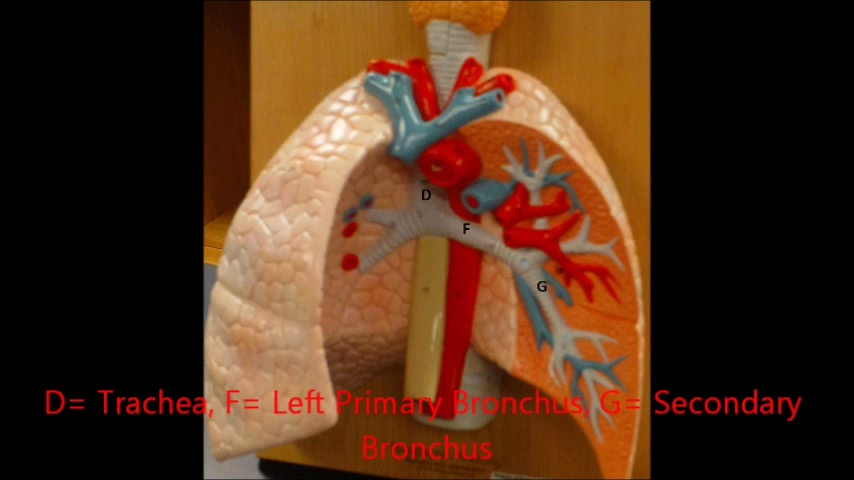 D
F
G
D= Trachea, F= Left Primary Bronchus, G= Secondary
Bronchus